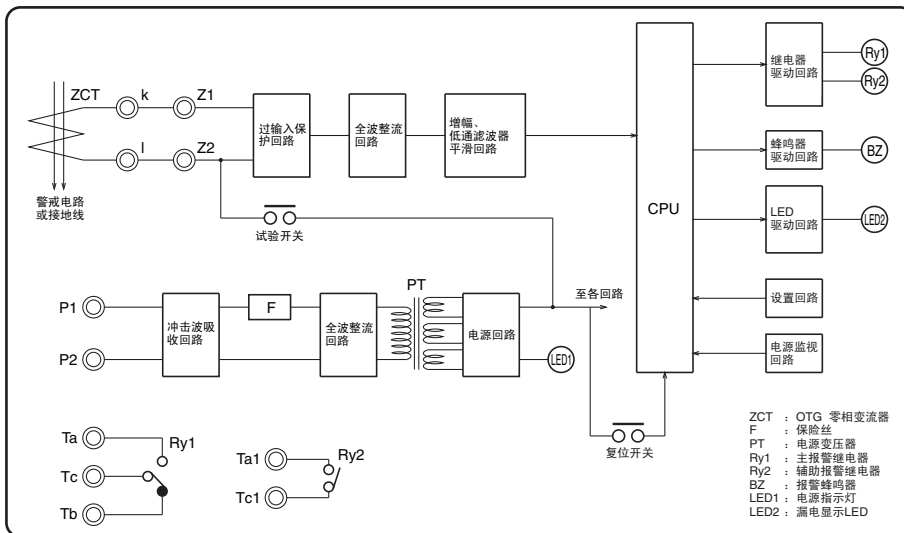 ZCT
k
Z1
l
Z2
警戒电路
或接地线
过输入保
护回路
全波整流
回路
增幅、
低通滤波器
平滑回路
CPU
继电器
驱动回路
Ry1
Ry2
蜂鸣器
驱动回路
BZ
LED
驱动回路
LED2
试验开关
P1
P2
冲击波吸
收回路
F
全波整流
回路
PT
电源回路
LED1
至各回路
设置回路
电源监视
回路
复位开关
Ta
Tc
Tb
Ry1
Ta1
Tc1
Ry2
ZCT :OTG 零相变流器
F :保险丝
PT :电源变压器
Ry1 :主报警继电器
Ry2 :辅助报警继电器
BZ :报警蜂鸣器
LED1 :电源指示灯
LED2 :漏电显示LED